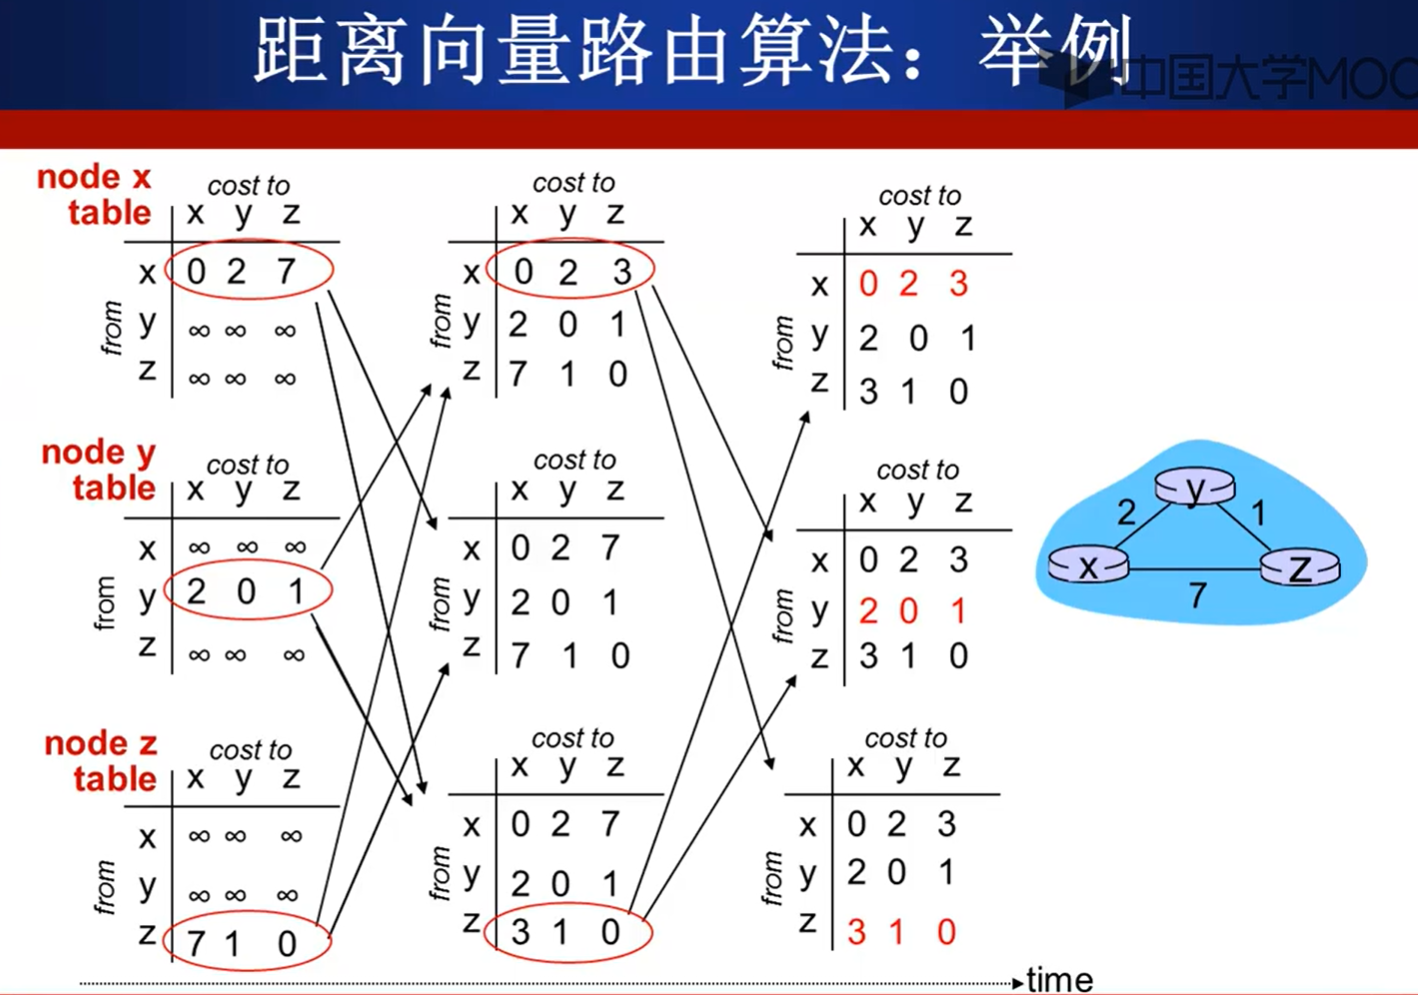 距离向量路由算法：举例
中国大学MOO
node x
table
cost to
x y z
from
x 0 2 7
y ∞ ∞ ∞
z ∞ ∞ ∞
cost to
x y z
from
x 0 2 3
y 2 0 1
z 7 1 0
cost to
x y z
from
x 0 2 3
y 2 0 1
z 3 1 0
node y
table
cost to
x y z
from
x ∞ ∞ ∞
y 2 0 1
z ∞ ∞ ∞
cost to
x y z
from
x 0 2 7
y 2 0 1
z 7 1 0
cost to
x y z
from
x 0 2 3
y 2 0 1
z 3 1 0
node z
table
cost to
x y z
from
x ∞ ∞ ∞
y ∞ ∞ ∞
z 7 1 0
cost to
x y z
from
x 0 2 7
y 2 0 1
z 3 1 0
cost to
x y z
from
x 0 2 3
y 2 0 1
z 3 1 0
y
2 1
x z
7
time